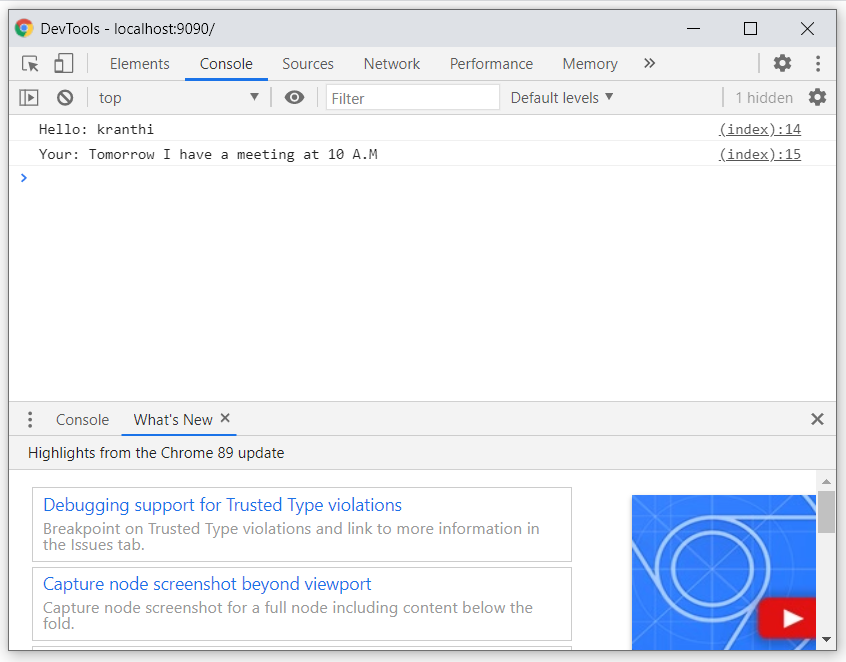 DevTools - localhost:9090/
Elements Console Sources Network Performance Memory
top Filter Default levels 1 hidden
Hello: kranthi (index):14
Your: Tomorrow I have a meeting at 10 A.M (index):15
Console What's New
Highlights from the Chrome 89 update
Debugging support for Trusted Type violations
Breakpoint on Trusted Type violations and link to more information in
the Issues tab.
Capture node screenshot beyond viewport
Capture node screenshot for a full node including content below the
fold.